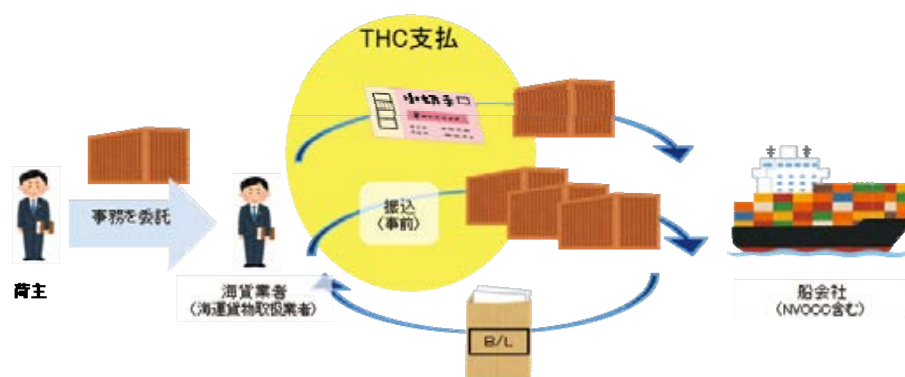 THC支払
小切手
事務を委託
振込
(事前)
荷主
海貨業者
(海運貨物取扱業者)
B/L
船会社
(NVOCC含む)